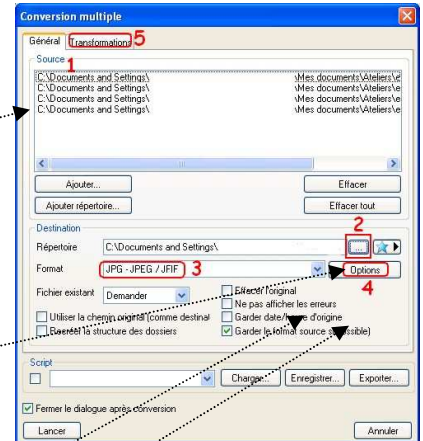 Conversion multiple
Général Transformations 5
Source 1
C:\Documents and Settings\ \Mes documents\Ateliers\e
C:\Documents and Settings\ \Mes documents\Ateliers\e
C:\Documents and Settings\ \Mes documents\Ateliers\e
C:\Documents and Settings\ \Mes documents\Ateliers\e
Ajouter... Effacer
Ajouter répertoire... Effacer tout
Destination 2
Répertoire C:\Documents and Settings\ ...
Format JPG - JPEG / JFIF 3 Options
4
Fichier existant Demander Effacer l'original
Ne pas afficher les erreurs
Utiliser la chemin original (comme destinat Garder date/heure d'origine
Recréer la structure des dossiers Garder le format source
Script
Charger... Enregistrer... Exporter...
Fermer le dialogue après conversion
Lancer Annuler